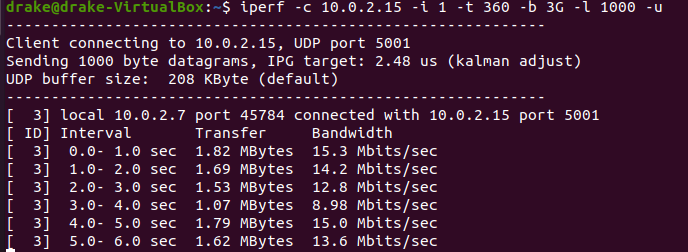 drake@drake-VirtualBox:~$ iperf -c 10.0.2.15 -i 1 -t 360 -b 3G -l 1000 -u
------------------------------------------------------------
Client connecting to 10.0.2.15, UDP port 5001
Sending 1000 byte datagrams, IPG target: 2.48 us (kalman adjust)
UDP buffer size:  208 KByte (default)
------------------------------------------------------------
[  3] local 10.0.2.7 port 45784 connected with 10.0.2.15 port 5001
[ ID] Interval       Transfer     Bandwidth
[  3]  0.0- 1.0 sec  1.82 MBytes  15.3 Mbits/sec
[  3]  1.0- 2.0 sec  1.69 MBytes  14.2 Mbits/sec
[  3]  2.0- 3.0 sec  1.53 MBytes  12.8 Mbits/sec
[  3]  3.0- 4.0 sec  1.07 MBytes  8.98 Mbits/sec
[  3]  4.0- 5.0 sec  1.79 MBytes  15.0 Mbits/sec
[  3]  5.0- 6.0 sec  1.62 MBytes  13.6 Mbits/sec